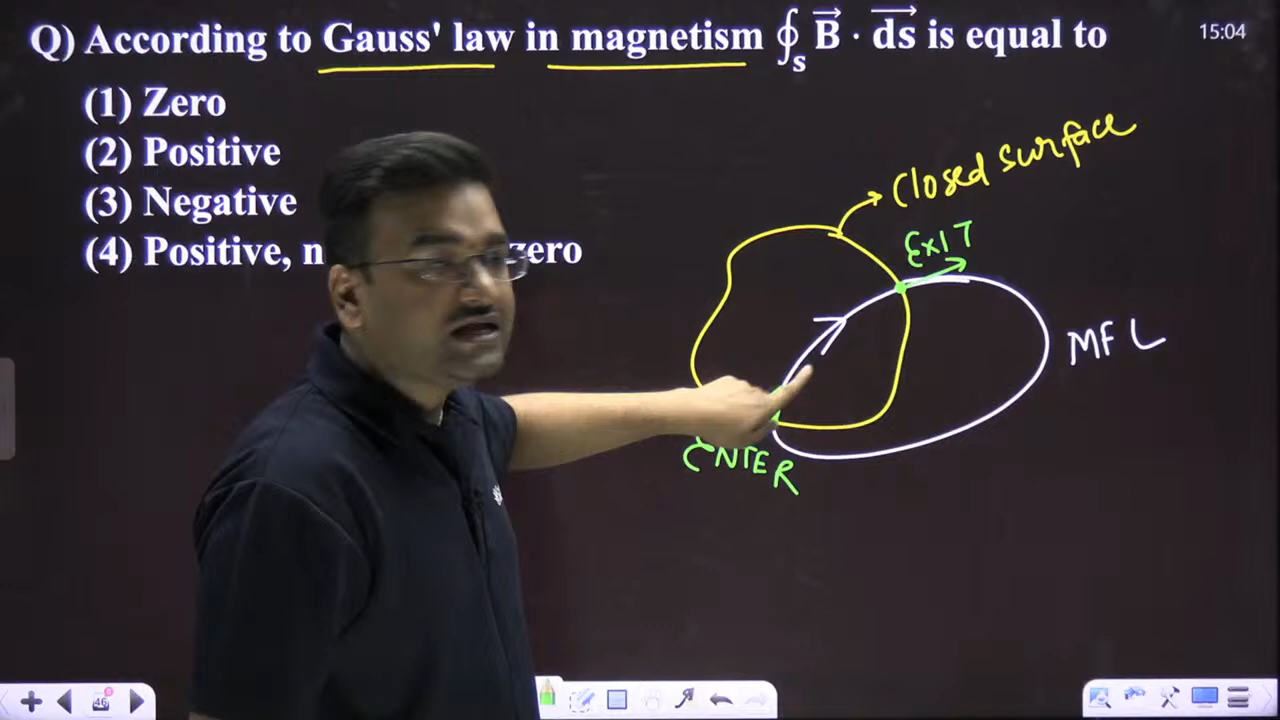 Q) According to Gauss' law in magnetism ∮ₛ B⃗ · ds⃗ is equal to
15:04
(1) Zero
(2) Positive
(3) Negative
(4) Positive, n zero
closed surface
EXIT
MFL
ENTER
46